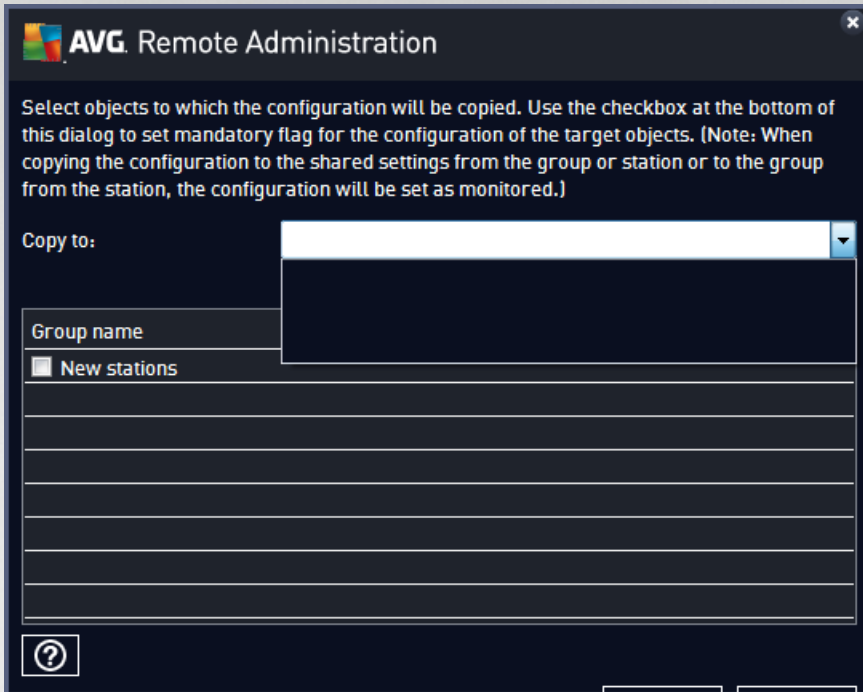 AVG. Remote Administration
Select objects to which the configuration will be copied. Use the checkbox at the bottom of
this dialog to set mandatory flag for the configuration of the target objects. (Note: When
copying the configuration to the shared settings from the group or station or to the group
from the station, the configuration will be set as monitored.)
Copy to:
Group name
New stations